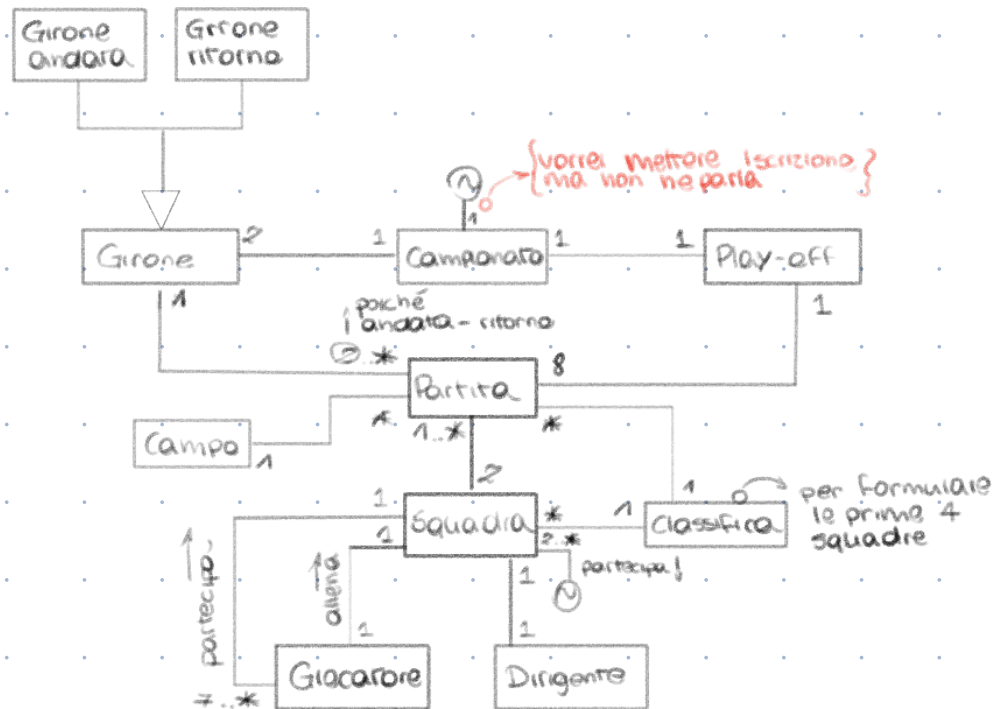 Girone
andata
Girone
ritorno
{vorrei mettere iscrizione}
ma non ne parla
N
1
Girone
2
1
Campionato
1
1
Play-off
1
1
poiché
andata - ritorno
2..*
8
Partita
*
1..*
*
Campo
1
2
1
1
1
Squadra
*
2..*
1
Classifica
per formulare
le prime 4
squadre
partecipa
N
partecipa
allena
1
1
1
Giocatore
7..*
Dirigente